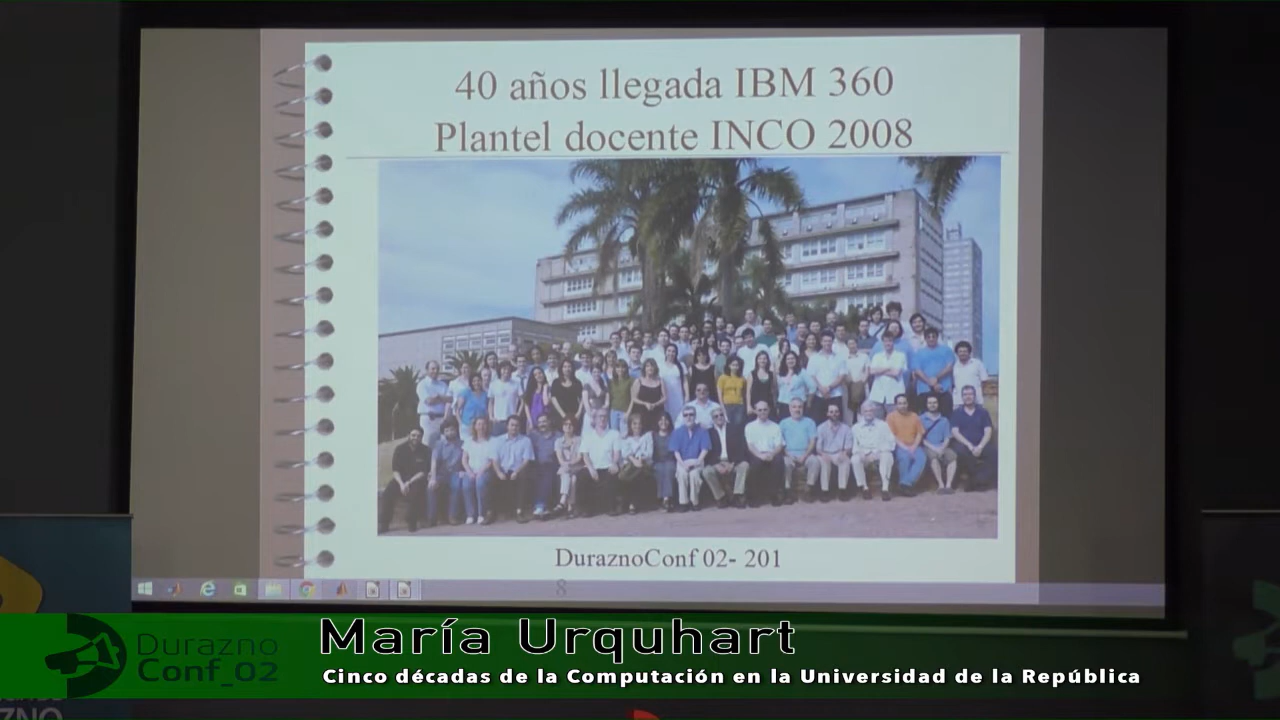 40 años llegada IBM 360
Plantel docente INCO 2008
DuraznoConf 02- 201
8
Durazno
Conf_02
María Urquhart
Cinco décadas de la Computación en la Universidad de la República
ZNO